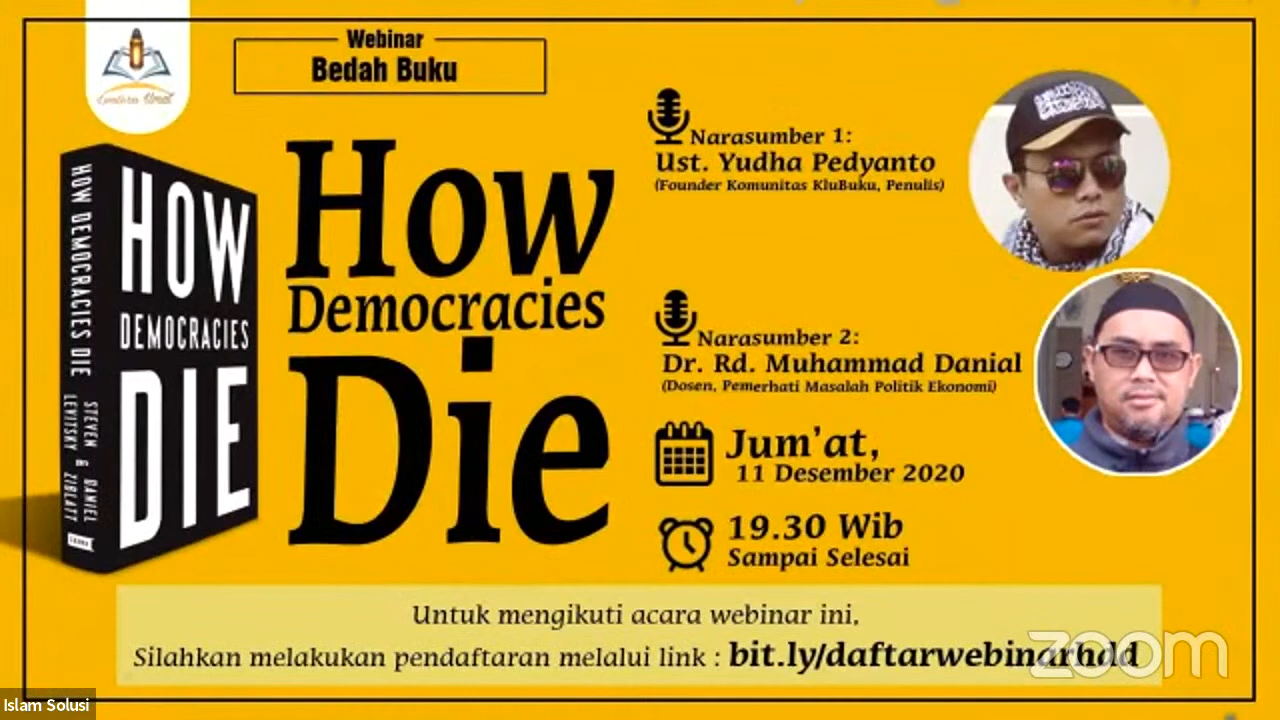 Webinar
Bedah Buku
HOW DEMOCRACIES DIE
STEVEN LEVITSKY & DANIEL ZIBLATT
HOW
DEMOCRACIES
DIE
How
Democracies
Die
Narasumber 1:
Ust. Yudha Pedyanto
(Founder Komunitas KluBuku, Penulis)
Narasumber 2:
Dr. Rd. Muhammad Danial
(Dosen, Pemerhati Masalah Politik Ekonomi)
Jum'at,
11 Desember 2020
19.30 Wib
Sampai Selesai
Untuk mengikuti acara webinar ini,
Silahkan melakukan pendaftaran melalui link : bit.ly/daftarwebinarhdd
zoom
Islam Solusi